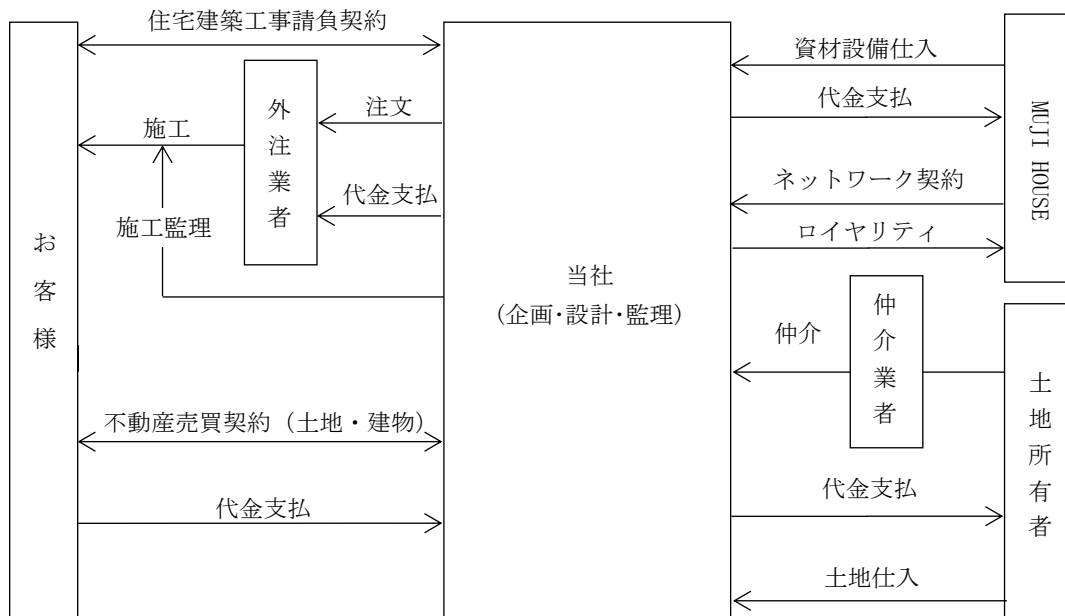 住宅建築工事請負契約
お客様
外注業者
注文
施工
代金支払
施工監理
当社
（企画・設計・監理）
不動産売買契約（土地・建物）
代金支払
資材設備仕入
代金支払
ネットワーク契約
ロイヤリティ
MUJI HOUSE
仲介
仲介業者
土地所有者
代金支払
土地仕入